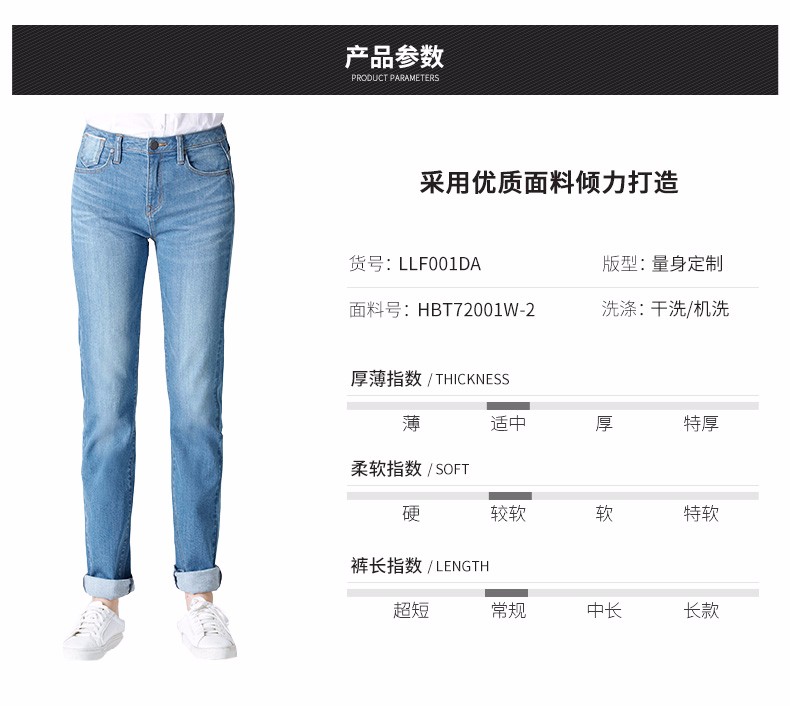 产品参数
PRODUCT PARAMETERS
采用优质面料倾力打造
货号：LLF001DA 版型：量身定制
面料号：HBT72001W-2 洗涤：干洗/机洗
厚薄指数 / THICKNESS
薄 适中 厚 特厚
柔软指数 / SOFT
硬 较软 软 特软
裤长指数 / LENGTH
超短 常规 中长 长款